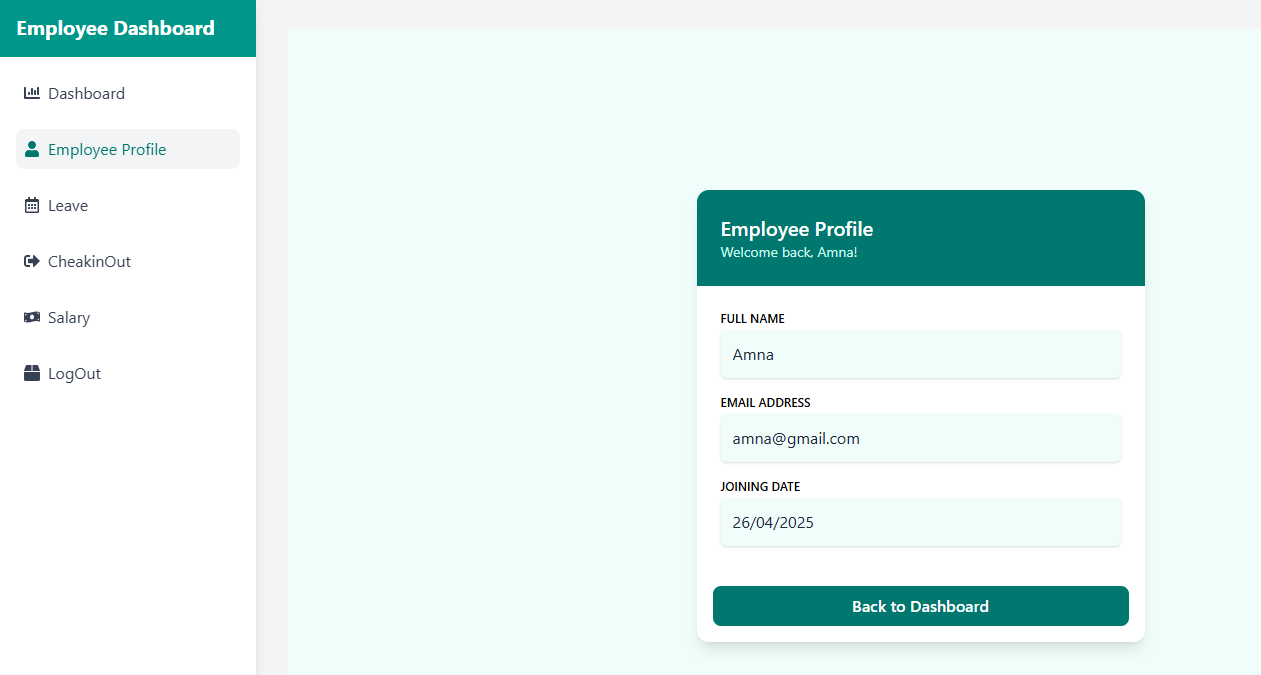 Employee Dashboard
Dashboard
Employee Profile
Leave
CheakinOut
Salary
LogOut
Employee Profile
Welcome back, Amna!
FULL NAME
Amna
EMAIL ADDRESS
amna@gmail.com
JOINING DATE
26/04/2025
Back to Dashboard